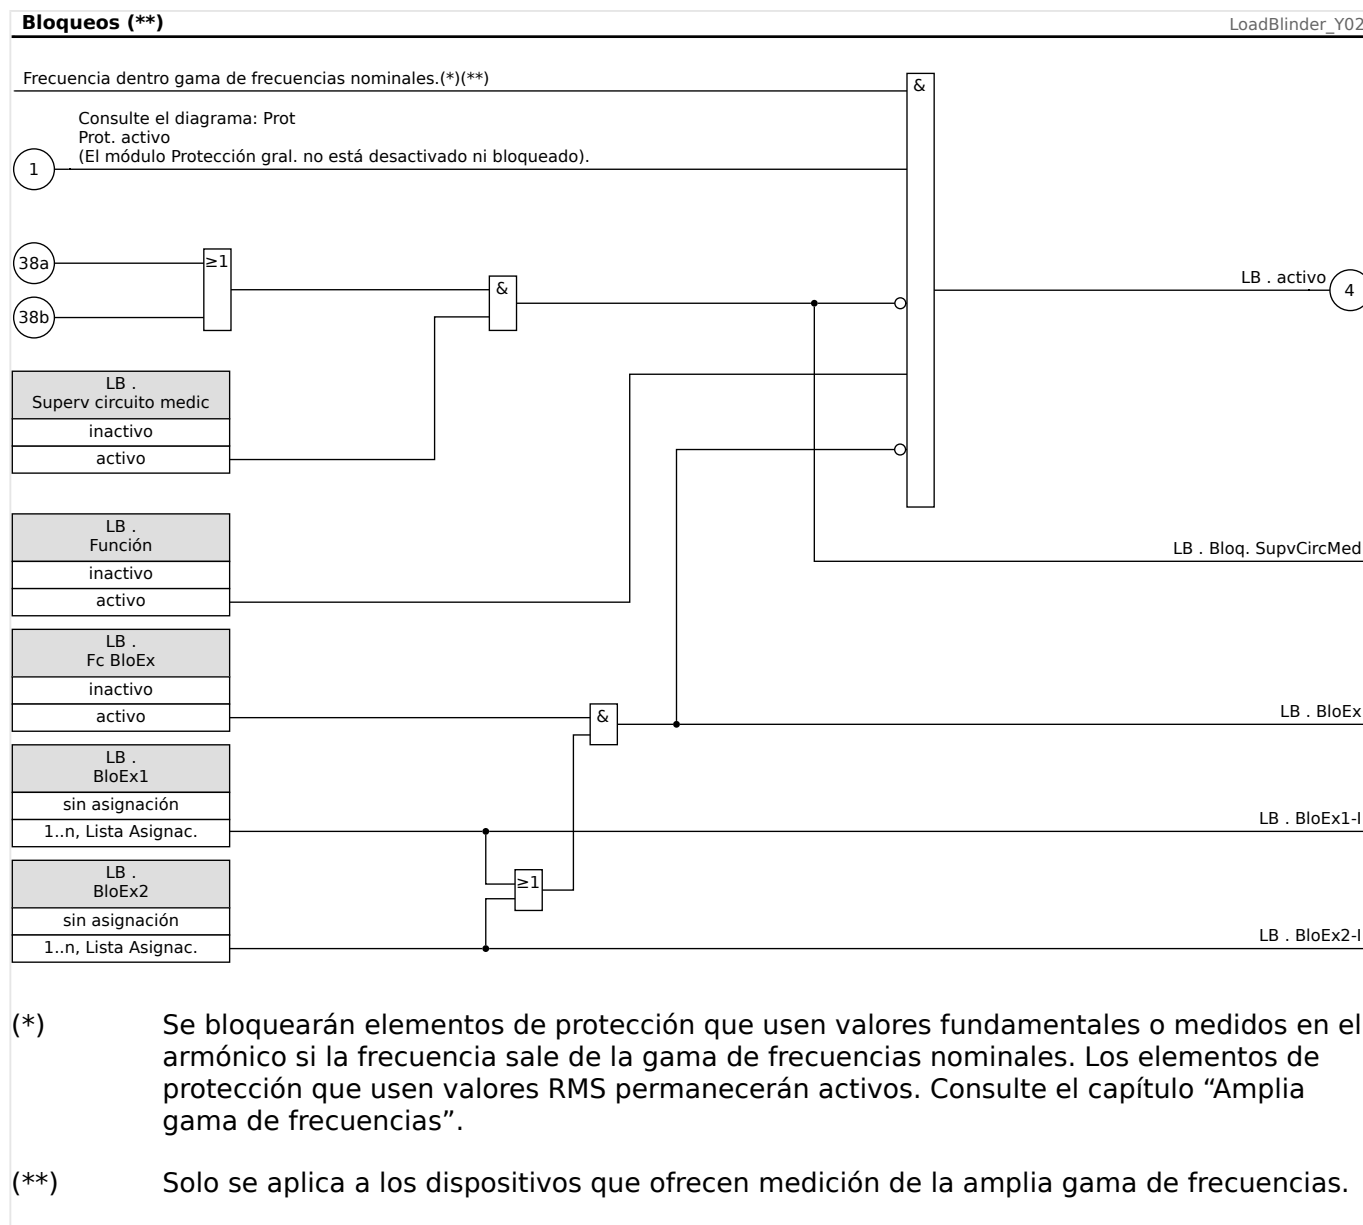 Bloqueos (**)
LoadBlinder_Y02
Frecuencia dentro gama de frecuencias nominales.(*)(**)
&
Consulte el diagrama: Prot
Prot. activo
(El módulo Protección gral. no está desactivado ni bloqueado).
1
38a
≥1
38b
&
LB . activo
4
LB .
Superv circuito medic
inactivo
activo
LB .
Función
inactivo
activo
LB . Bloq. SupvCircMed
LB .
Fc BloEx
inactivo
activo
&
LB . BloEx
LB .
BloEx1
sin asignación
1..n, Lista Asignac.
LB . BloEx1-I
≥1
LB .
BloEx2
sin asignación
1..n, Lista Asignac.
LB . BloEx2-I
(*) Se bloquearán elementos de protección que usen valores fundamentales o medidos en el
armónico si la frecuencia sale de la gama de frecuencias nominales. Los elementos de
protección que usen valores RMS permanecerán activos. Consulte el capítulo “Amplia
gama de frecuencias”.
(**) Solo se aplica a los dispositivos que ofrecen medición de la amplia gama de frecuencias.